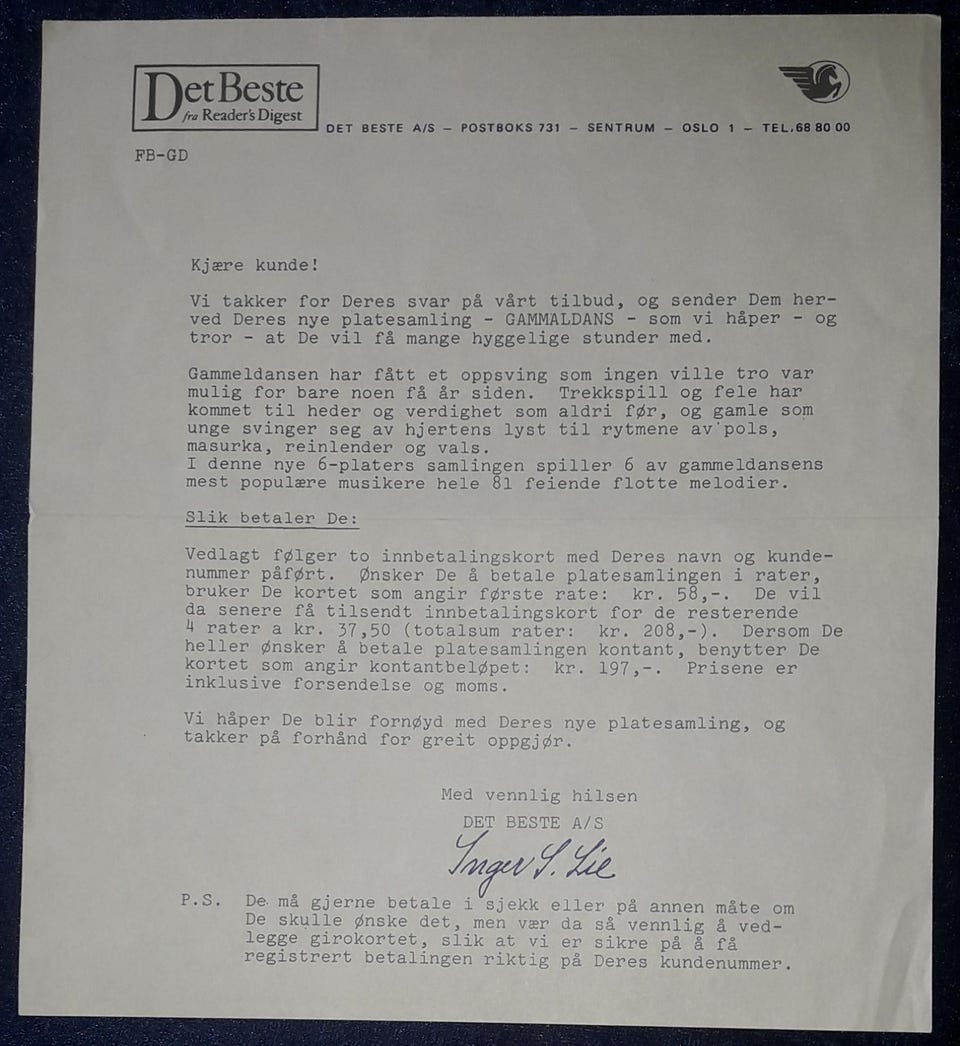 Det Beste
fra Reader's Digest
DET BESTE A/S – POSTBOKS 731 – SENTRUM – OSLO 1 – TEL. 68 80 00
FB-GD
Kjære kunde!
Vi takker for Deres svar på vårt tilbud, og sender Dem her-
ved Deres nye platesamling - GAMMALDANS - som vi håper - og
tror - at De vil få mange hyggelige stunder med.
Gammeldansen har fått et oppsving som ingen ville tro var
mulig for bare noen få år siden. Trekkspill og fele har
kommet til heder og verdighet som aldri før, og gamle som
unge svinger seg av hjertens lyst til rytmene av pols,
masurka, reinlender og vals.
I denne nye 6-platers samlingen spiller 6 av gammeldansens
mest populære musikere hele 81 feiende flotte melodier.
Slik betaler De:
Vedlagt følger to innbetalingskort med Deres navn og kunde-
nummer påført. Ønsker De å betale platesamlingen i rater,
bruker De kortet som angir første rate: kr. 58,-. De vil
da senere få tilsendt innbetalingskort for de resterende
4 rater a kr. 37,50 (totalsum rater: kr. 208,-). Dersom De
heller ønsker å betale platesamlingen kontant, benytter De
kortet som angir kontantbeløpet: kr. 197,-. Prisene er
inklusive forsendelse og moms.
Vi håper De blir fornøyd med Deres nye platesamling, og
takker på forhånd for greit oppgjør.
Med vennlig hilsen
DET BESTE A/S
Inger S. Lie
P.S. De må gjerne betale i sjekk eller på annen måte om
De skulle ønske det, men vær da så vennlig å ved-
legge girokortet, slik at vi er sikre på å få
registrert betalingen riktig på Deres kundenummer.